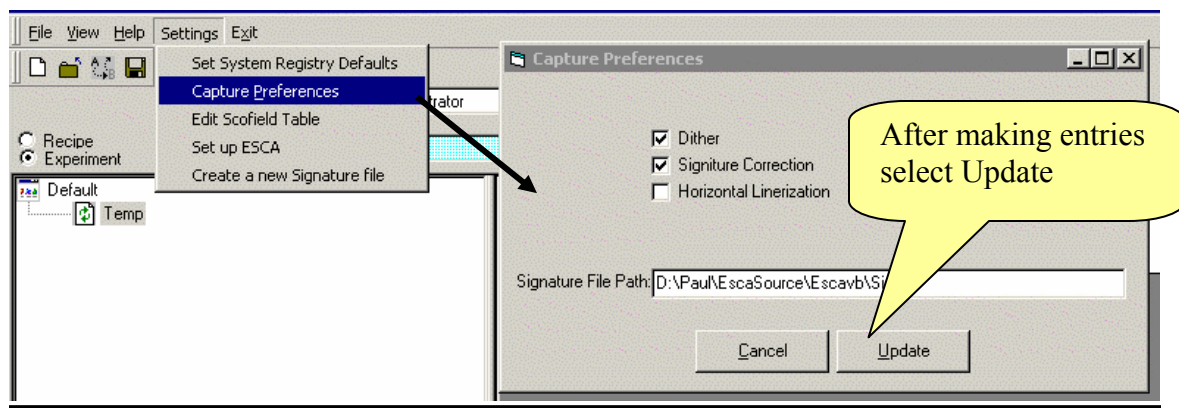 File View Help Settings Exit
Set System Registry Defaults
Capture Preferences
Edit Scofield Table
Set up ESCA
Create a new Signature file
trator
Recipe
Experiment
Default
Temp
Capture Preferences
Dither
Signiture Correction
Horizontal Linerization
After making entries
select Update
Signature File Path: D:\Paul\EscaSource\Escavb\Si
Cancel Update